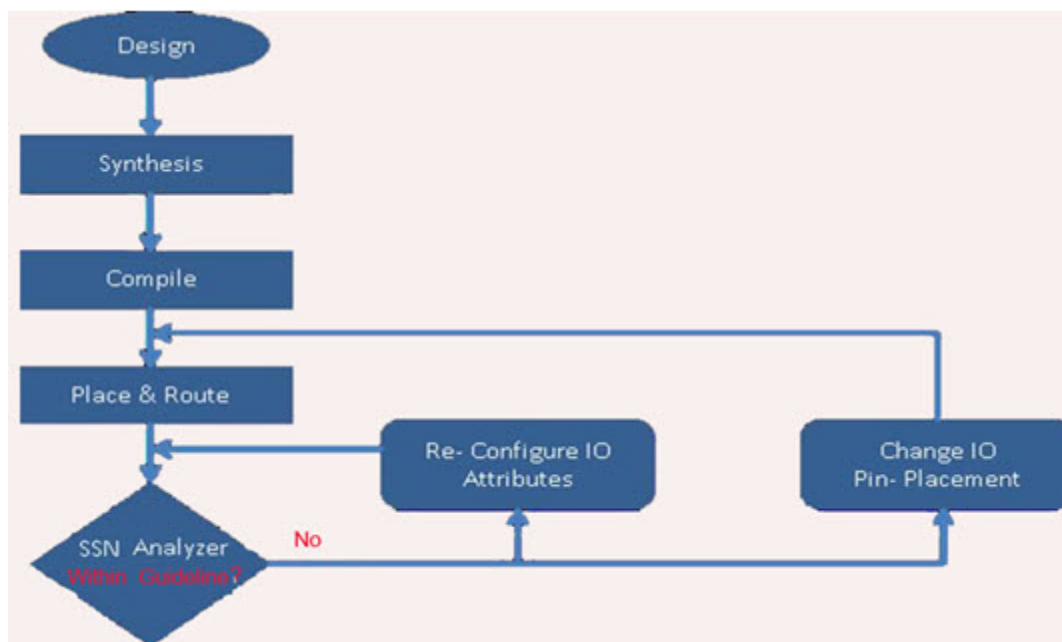 Design
Synthesis
Compile
Place & Route
Re- Configure IO
Attributes
Change IO
Pin- Placement
SSN Analyzer
Within Guideline?
No